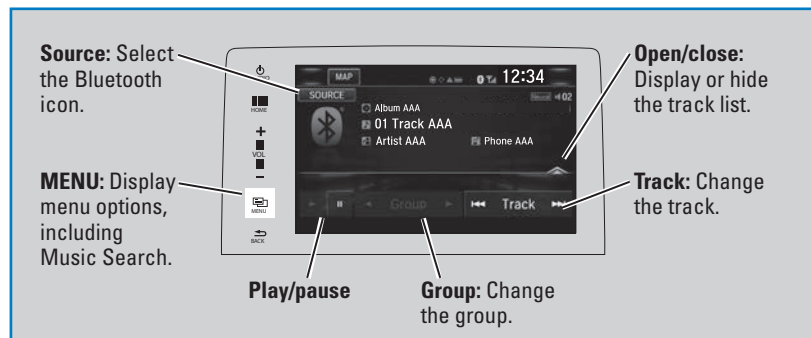 Source: Select
the Bluetooth
icon.
MENU: Display
menu options,
including
Music Search.
HOME
+
VOL
–
MENU
BACK
MAP
12:34
SOURCE
Neural
02
Album AAA
01 Track AAA
Artist AAA
Phone AAA
Group
Track
Open/close:
Display or hide
the track list.
Track: Change
the track.
Play/pause
Group: Change
the group.